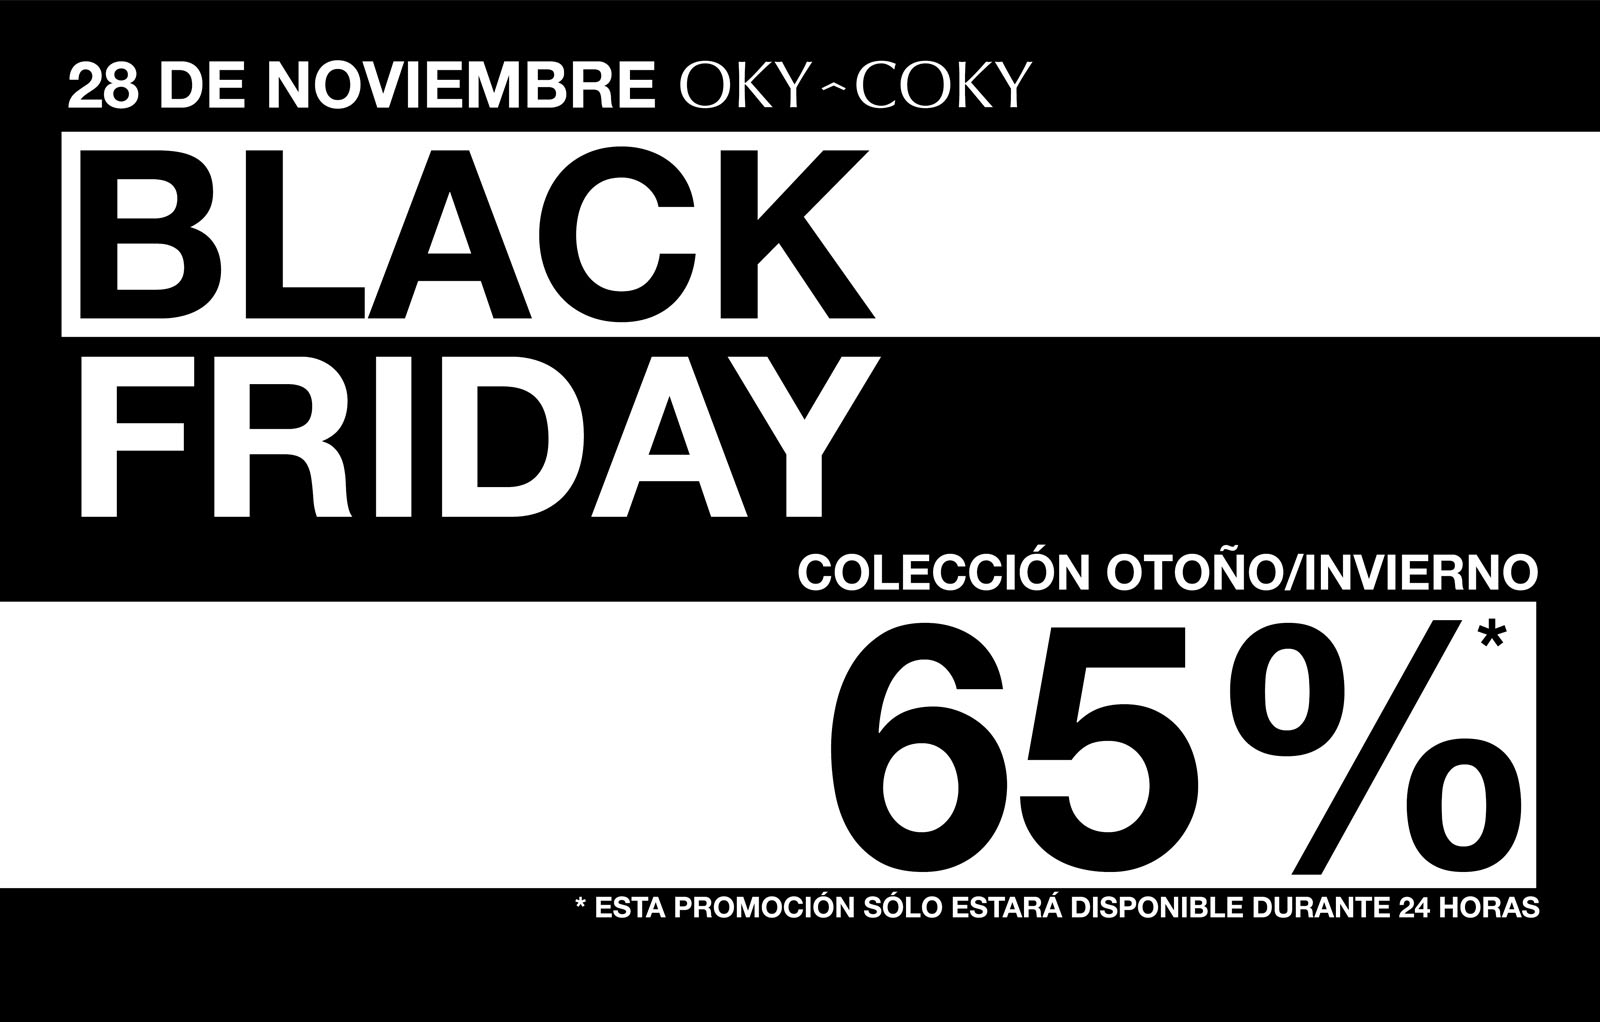 28 DE NOVIEMBRE OKY^COKY
BLACK
FRIDAY
COLECCIÓN OTOÑO/INVIERNO
65%*
* ESTA PROMOCIÓN SÓLO ESTARÁ DISPONIBLE DURANTE 24 HORAS